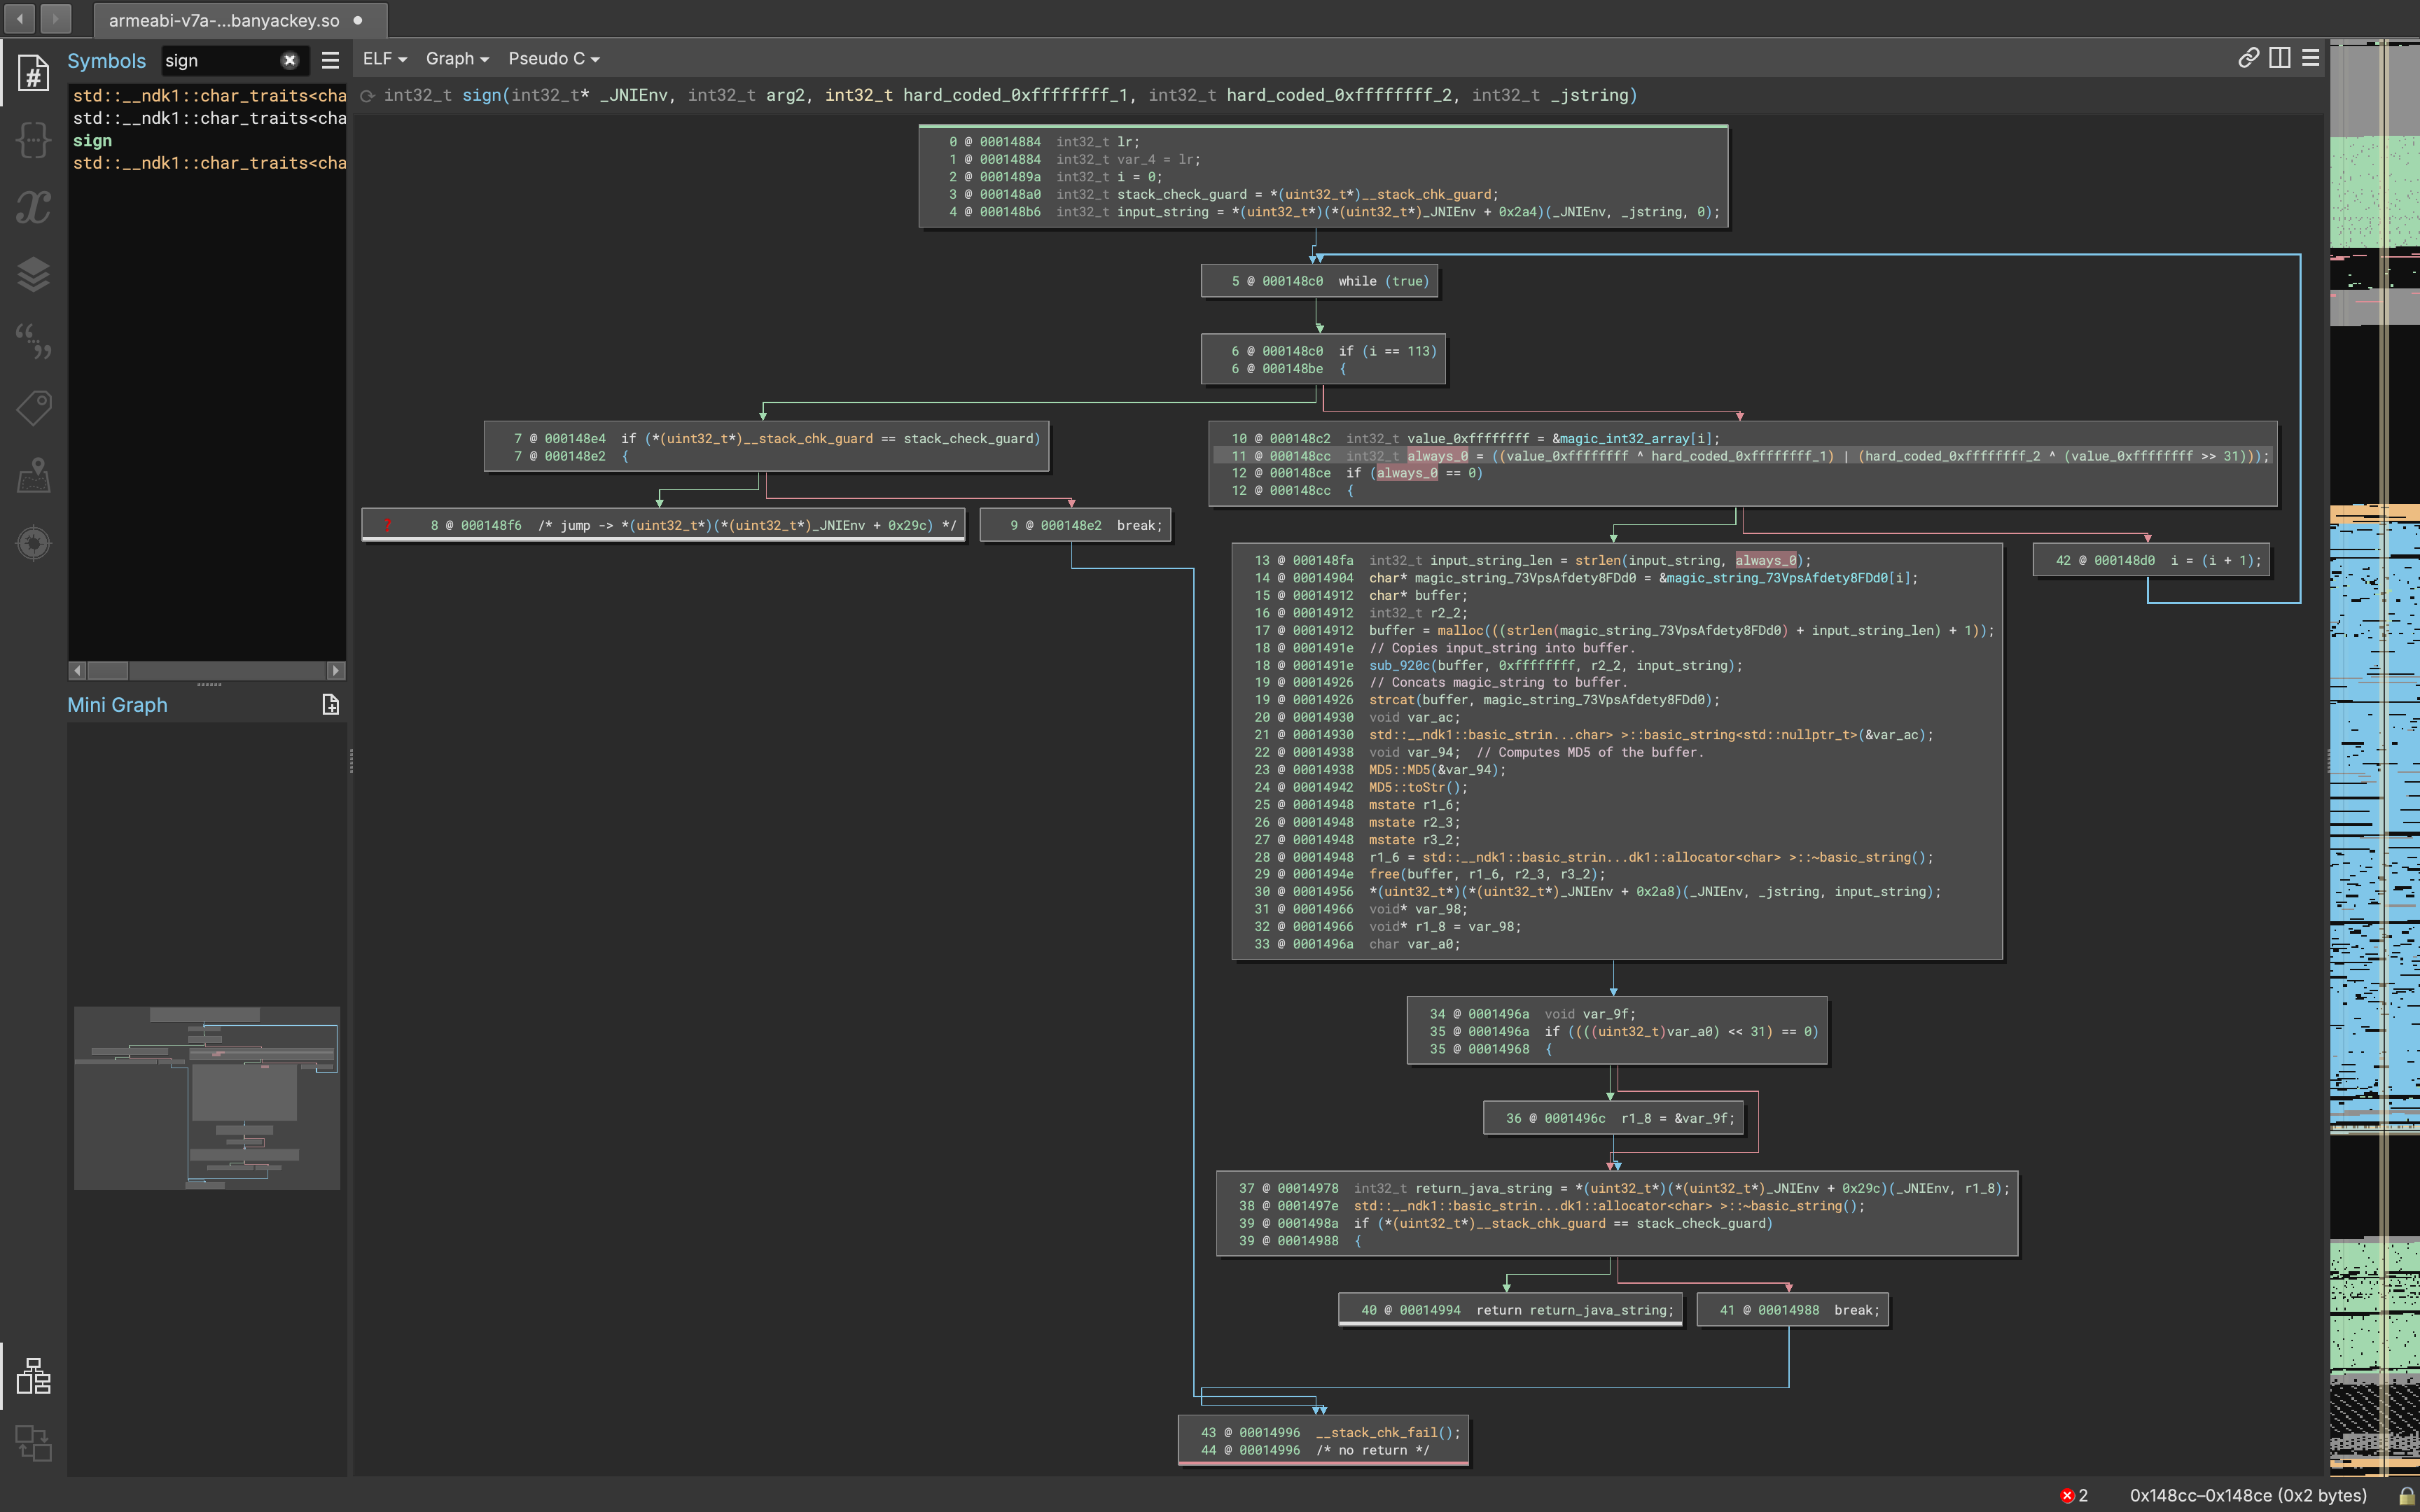 armeabi-v7a-...banyackey.so
Symbols
sign
ELF
Graph
Pseudo C
std::__ndk1::char_traits<cha
std::__ndk1::char_traits<cha
sign
std::__ndk1::char_traits<cha
int32_t sign(int32_t* _JNIEnv, int32_t arg2, int32_t hard_coded_0xffffffff_1, int32_t hard_coded_0xffffffff_2, int32_t _jstring)
0 @ 00014884 int32_t lr;
1 @ 00014884 int32_t var_4 = lr;
2 @ 0001489a int32_t i = 0;
3 @ 000148a0 int32_t stack_check_guard = *(uint32_t*)__stack_chk_guard;
4 @ 000148b6 int32_t input_string = *(uint32_t*)(*(uint32_t*)_JNIEnv + 0x2a4)(_JNIEnv, _jstring, 0);
5 @ 000148c0 while (true)
6 @ 000148c0 if (i == 113)
6 @ 000148be {
7 @ 000148e4 if (*(uint32_t*)__stack_chk_guard == stack_check_guard)
7 @ 000148e2 {
? 8 @ 000148f6 /* jump -> *(uint32_t*)(*(uint32_t*)_JNIEnv + 0x29c) */
9 @ 000148e2 break;
10 @ 000148c2 int32_t value_0xffffffff = &magic_int32_array[i];
11 @ 000148cc int32_t always_0 = ((value_0xffffffff ^ hard_coded_0xffffffff_1) | (hard_coded_0xffffffff_2 ^ (value_0xffffffff >> 31)));
12 @ 000148ce if (always_0 == 0)
12 @ 000148cc {
13 @ 000148fa int32_t input_string_len = strlen(input_string, always_0);
14 @ 00014904 char* magic_string_73VpsAfdety8FDd0 = &magic_string_73VpsAfdety8FDd0[i];
15 @ 00014912 char* buffer;
16 @ 00014912 int32_t r2_2;
17 @ 00014912 buffer = malloc(((strlen(magic_string_73VpsAfdety8FDd0) + input_string_len) + 1));
18 @ 0001491e // Copies input_string into buffer.
18 @ 0001491e sub_920c(buffer, 0xffffffff, r2_2, input_string);
19 @ 00014926 // Concats magic_string to buffer.
19 @ 00014926 strcat(buffer, magic_string_73VpsAfdety8FDd0);
20 @ 00014930 void var_ac;
21 @ 00014930 std::__ndk1::basic_strin...char> >::basic_string<std::nullptr_t>(&var_ac);
22 @ 00014938 void var_94; // Computes MD5 of the buffer.
23 @ 00014938 MD5::MD5(&var_94);
24 @ 00014942 MD5::toStr();
25 @ 00014948 mstate r1_6;
26 @ 00014948 mstate r2_3;
27 @ 00014948 mstate r3_2;
28 @ 00014948 r1_6 = std::__ndk1::basic_strin...dk1::allocator<char> >::~basic_string();
29 @ 0001494e free(buffer, r1_6, r2_3, r3_2);
30 @ 00014956 *(uint32_t*)(*(uint32_t*)_JNIEnv + 0x2a8)(_JNIEnv, _jstring, input_string);
31 @ 00014966 void* var_98;
32 @ 00014966 void* r1_8 = var_98;
33 @ 0001496a char var_a0;
42 @ 000148d0 i = (i + 1);
Mini Graph
34 @ 0001496a void var_9f;
35 @ 0001496a if ((((uint32_t)var_a0) << 31) == 0)
35 @ 00014968 {
36 @ 0001496c r1_8 = &var_9f;
37 @ 00014978 int32_t return_java_string = *(uint32_t*)(*(uint32_t*)_JNIEnv + 0x29c)(_JNIEnv, r1_8);
38 @ 0001497e std::__ndk1::basic_strin...dk1::allocator<char> >::~basic_string();
39 @ 0001498a if (*(uint32_t*)__stack_chk_guard == stack_check_guard)
39 @ 00014988 {
40 @ 00014994 return return_java_string;
41 @ 00014988 break;
43 @ 00014996 __stack_chk_fail();
44 @ 00014996 /* no return */
2
0x148cc–0x148ce (0x2 bytes)